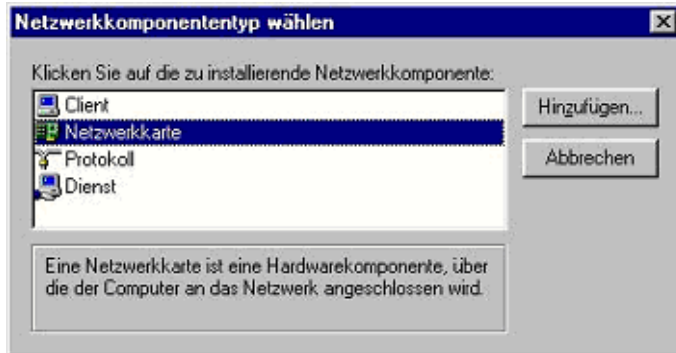 Netzwerkkomponententyp wählen
Klicken Sie auf die zu installierende Netzwerkkomponente:
Client
Netzwerkkarte
Protokoll
Dienst
Hinzufügen...
Abbrechen
Eine Netzwerkkarte ist eine Hardwarekomponente, über
die der Computer an das Netzwerk angeschlossen wird.